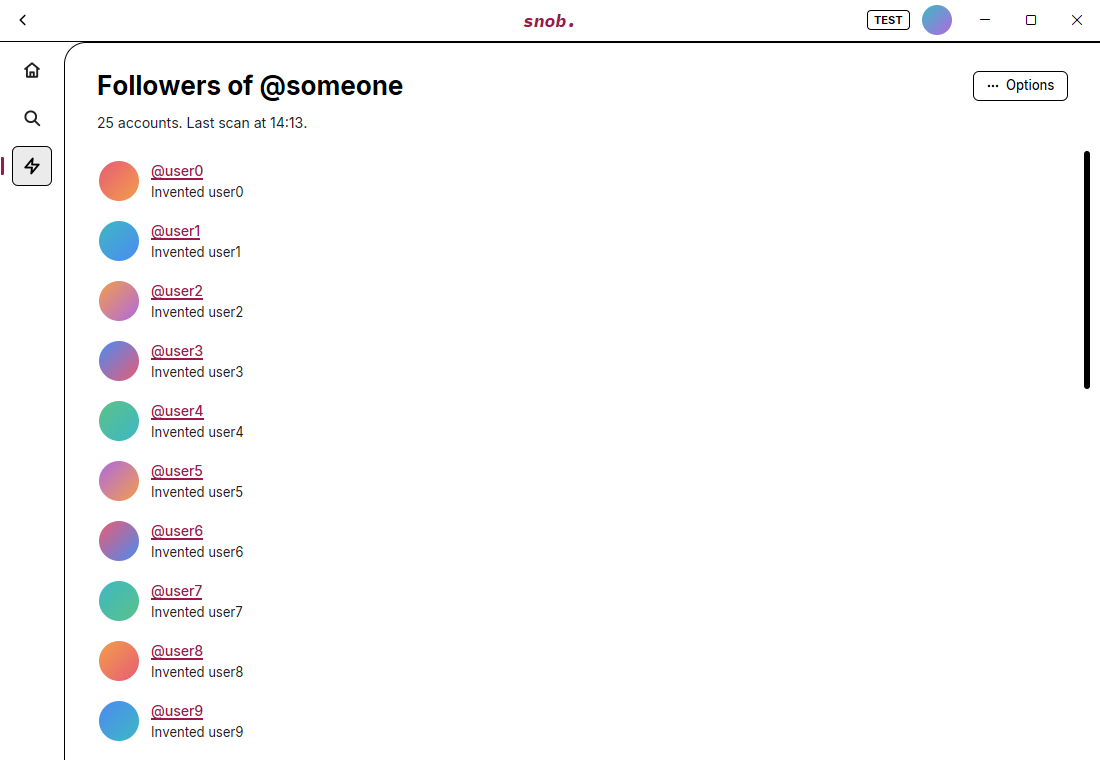 snob.
TEST
Followers of @someone
Options
25 accounts. Last scan at 14:13.
@user0
Invented user0
@user1
Invented user1
@user2
Invented user2
@user3
Invented user3
@user4
Invented user4
@user5
Invented user5
@user6
Invented user6
@user7
Invented user7
@user8
Invented user8
@user9
Invented user9